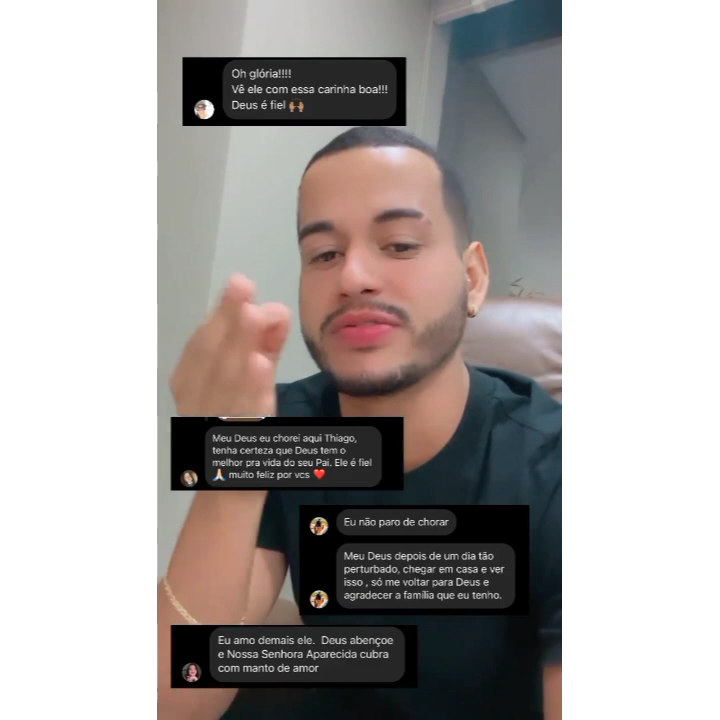 Oh glória!!!!
Vê ele com essa carinha boa!!!
Deus é fiel 🙌🏽
Meu Deus eu chorei aqui Thiago,
tenha certeza que Deus tem o
melhor pra vida do seu Pai. Ele é fiel
🙏🏻 muito feliz por vcs ❤️
Eu não paro de chorar
Meu Deus depois de um dia tão
perturbado, chegar em casa e ver
isso , só me voltar para Deus e
agradecer a família que eu tenho.
Eu amo demais ele.  Deus abençoe
e Nossa Senhora Aparecida cubra
com manto de amor